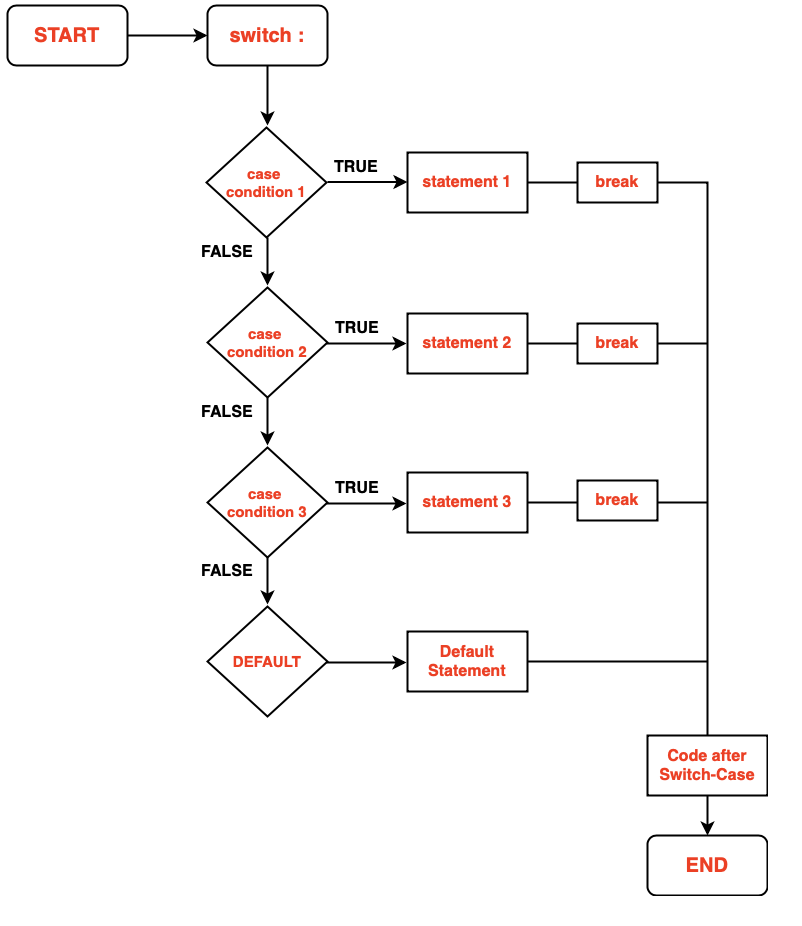 START
switch :
case
condition 1
TRUE
statement 1
break
FALSE
case
condition 2
TRUE
statement 2
break
FALSE
case
condition 3
TRUE
statement 3
break
FALSE
DEFAULT
Default
Statement
Code after
Switch-Case
END